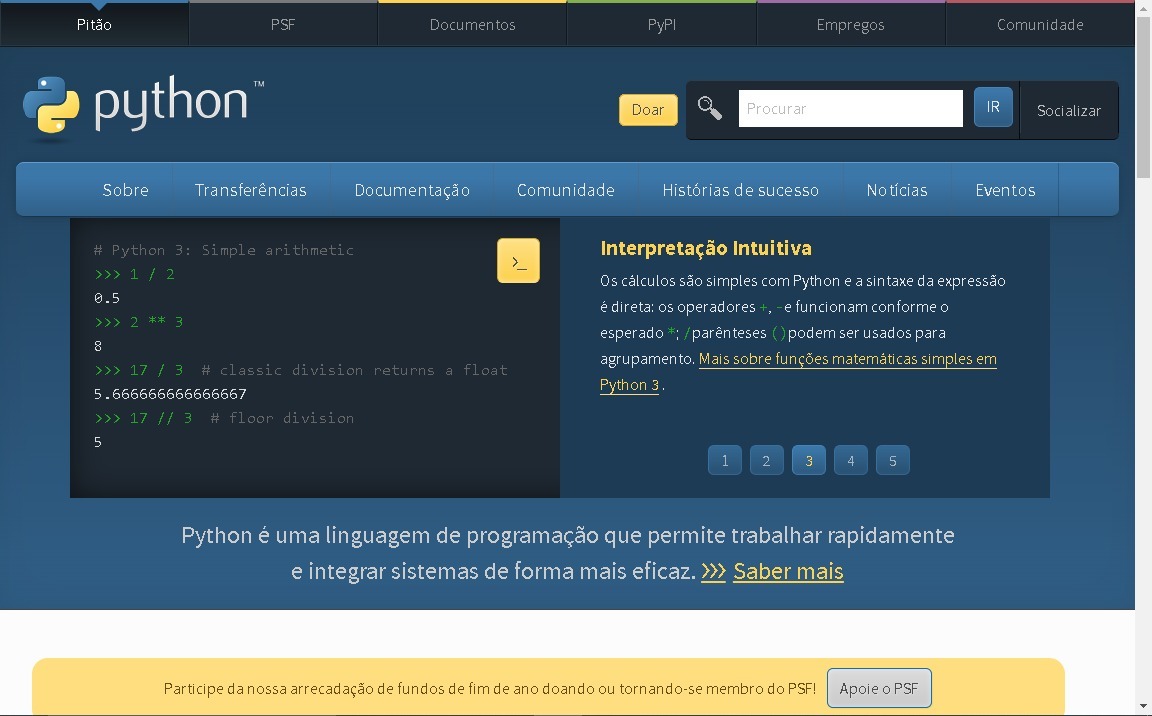 Pitão
PSF
Documentos
PyPI
Empregos
Comunidade
python™
Doar
Procurar
IR
Socializar
Sobre
Transferências
Documentação
Comunidade
Histórias de sucesso
Notícias
Eventos
# Python 3: Simple arithmetic
>>> 1 / 2
0.5
>>> 2 ** 3
8
>>> 17 / 3  # classic division returns a float
5.666666666666667
>>> 17 // 3  # floor division
5
>_
Interpretação Intuitiva
Os cálculos são simples com Python e a sintaxe da expressão
é direta: os operadores +, -e funcionam conforme o
esperado *; /parênteses ()podem ser usados para
agrupamento. Mais sobre funções matemáticas simples em
Python 3 .
1
2
3
4
5
Python é uma linguagem de programação que permite trabalhar rapidamente
e integrar sistemas de forma mais eficaz. >>> Saber mais
Participe da nossa arrecadação de fundos de fim de ano doando ou tornando-se membro do PSF!
Apoie o PSF